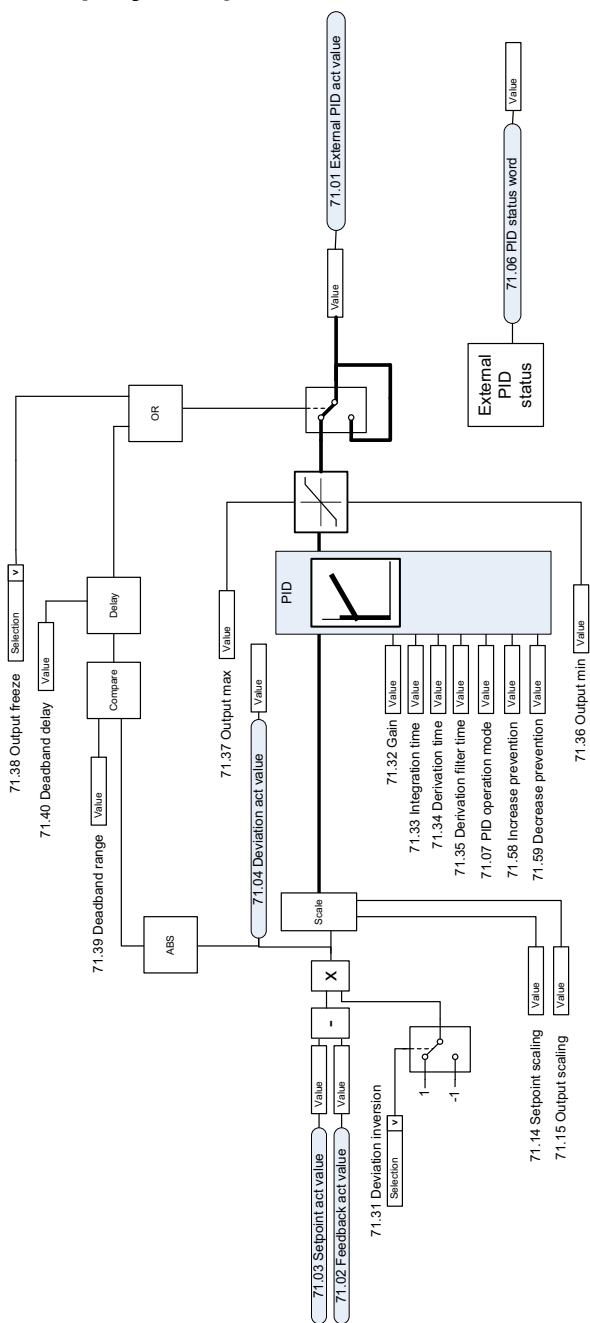 71.38 Output freeze
Selection
v
71.40 Deadband delay
Value
71.39 Deadband range
Value
Compare
Delay
OR
ABS
71.04 Deviation act value
Value
71.37 Output max
Value
71.03 Setpoint act value
Value
71.02 Feedback act value
Value
-
X
Scale
PID
Value
71.01 External PID act value
71.31 Deviation inversion
Selection
v
1
-1
71.32 Gain
Value
71.33 Integration time
Value
71.34 Derivation time
Value
71.35 Derivation filter time
Value
71.07 PID operation mode
Value
71.58 Increase prevention
Value
71.59 Decrease prevention
Value
71.14 Setpoint scaling
Value
71.15 Output scaling
Value
71.36 Output min
Value
External
PID
status
71.06 PID status word
Value